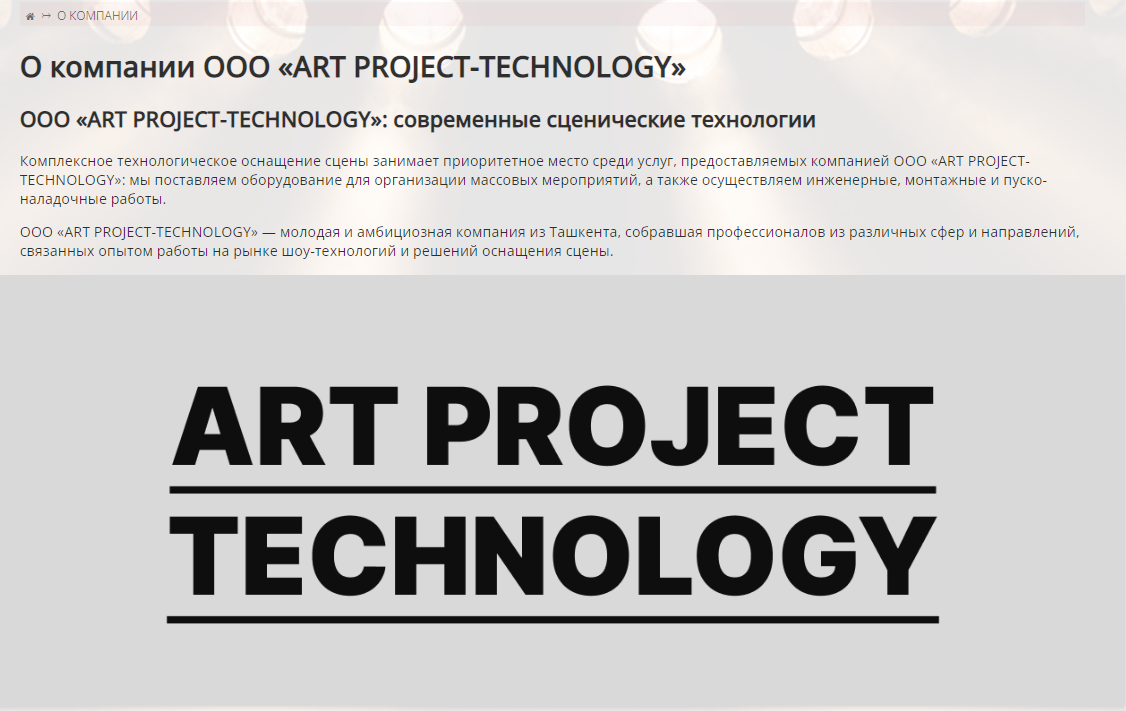 О КОМПАНИИ
О компании ООО «ART PROJECT-TECHNOLOGY»
ООО «ART PROJECT-TECHNOLOGY»: современные сценические технологии
Комплексное технологическое оснащение сцены занимает приоритетное место среди услуг, предоставляемых компанией ООО «ART PROJECT-
TECHNOLOGY»: мы поставляем оборудование для организации массовых мероприятий, а также осуществляем инженерные, монтажные и пуско-
наладочные работы.
ООО «ART PROJECT-TECHNOLOGY» — молодая и амбициозная компания из Ташкента, собравшая профессионалов из различных сфер и направлений,
связанных опытом работы на рынке шоу-технологий и решений оснащения сцены.
ART PROJECT
TECHNOLOGY